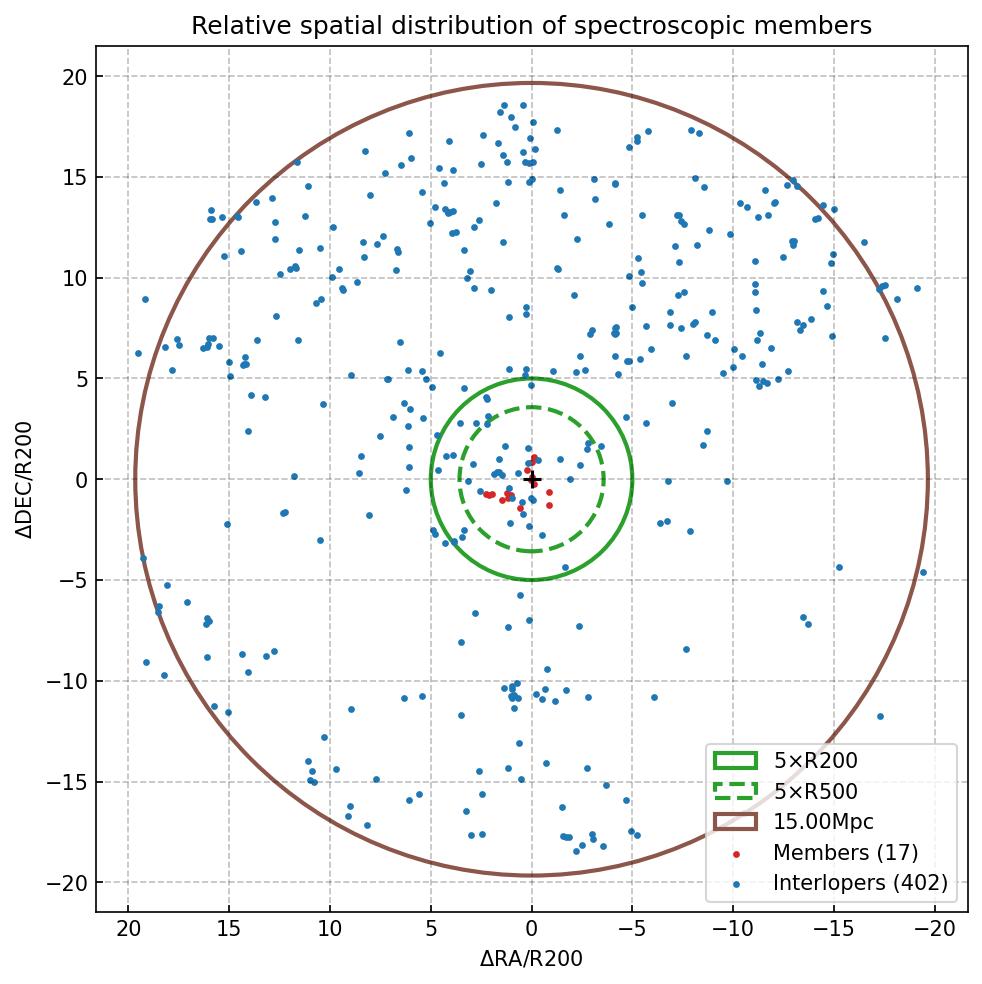 Relative spatial distribution of spectroscopic members
20
15
10
5
0
−5
−10
−15
−20
ΔDEC/R200
20
15
10
5
0
−5
−10
−15
−20
ΔRA/R200
5×R200
5×R500
15.00Mpc
Members (17)
Interlopers (402)